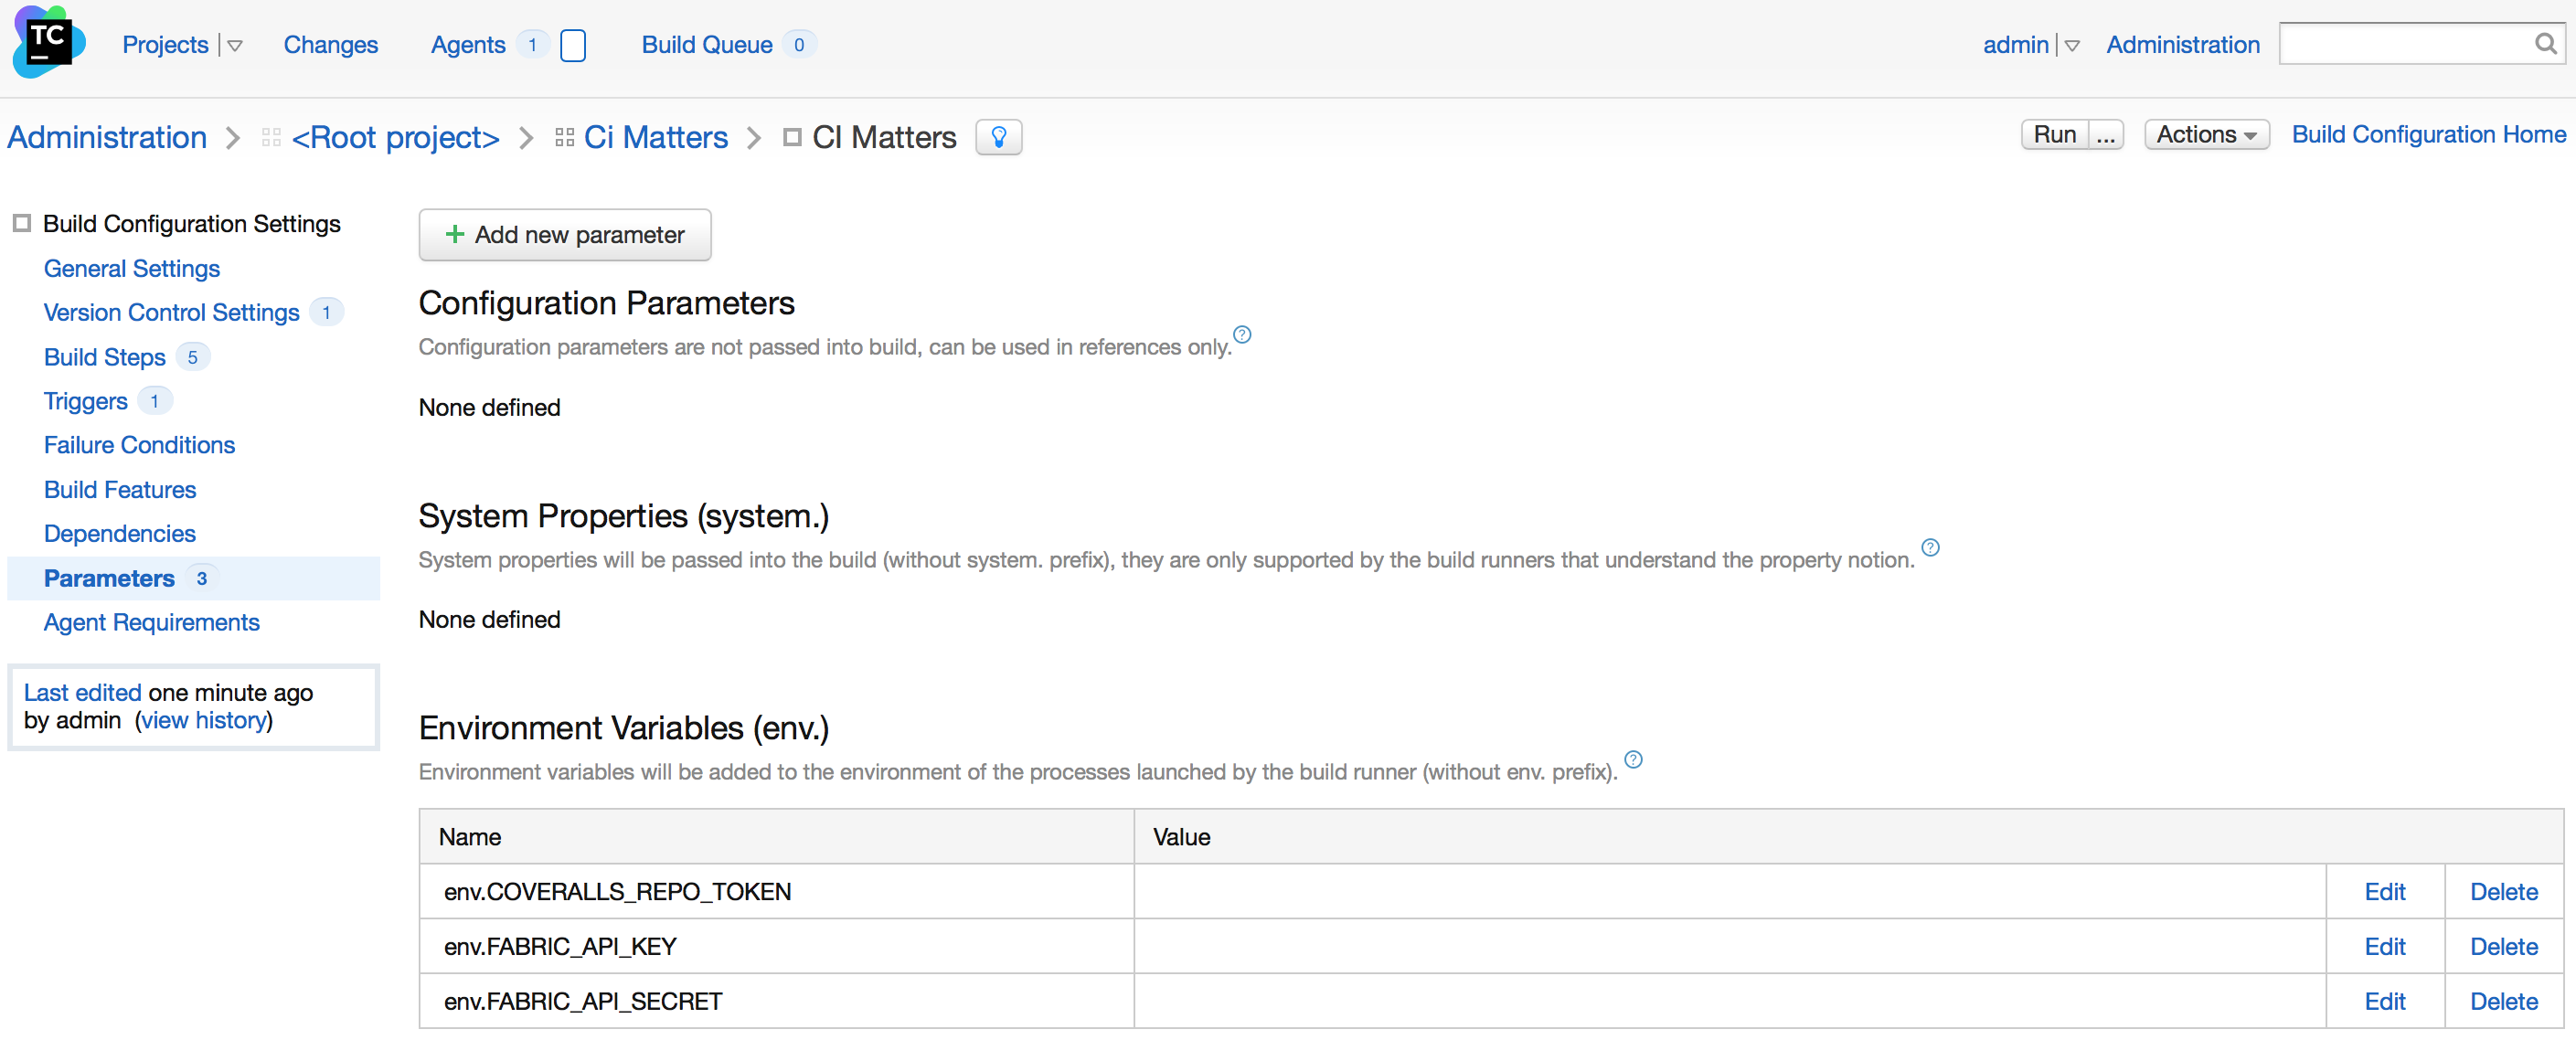 TC
Projects Changes Agents 1 Build Queue 0 admin Administration
Administration <Root project> Ci Matters CI Matters Run ... Actions Build Configuration Home
Build Configuration Settings
General Settings
Version Control Settings 1
Build Steps 5
Triggers 1
Failure Conditions
Build Features
Dependencies
Parameters 3
Agent Requirements
Last edited one minute ago
by admin (view history)
+ Add new parameter
Configuration Parameters
Configuration parameters are not passed into build, can be used in references only. ?
None defined
System Properties (system.)
System properties will be passed into the build (without system. prefix), they are only supported by the build runners that understand the property notion. ?
None defined
Environment Variables (env.)
Environment variables will be added to the environment of the processes launched by the build runner (without env. prefix). ?
Name Value
env.COVERALLS_REPO_TOKEN Edit Delete
env.FABRIC_API_KEY Edit Delete
env.FABRIC_API_SECRET Edit Delete